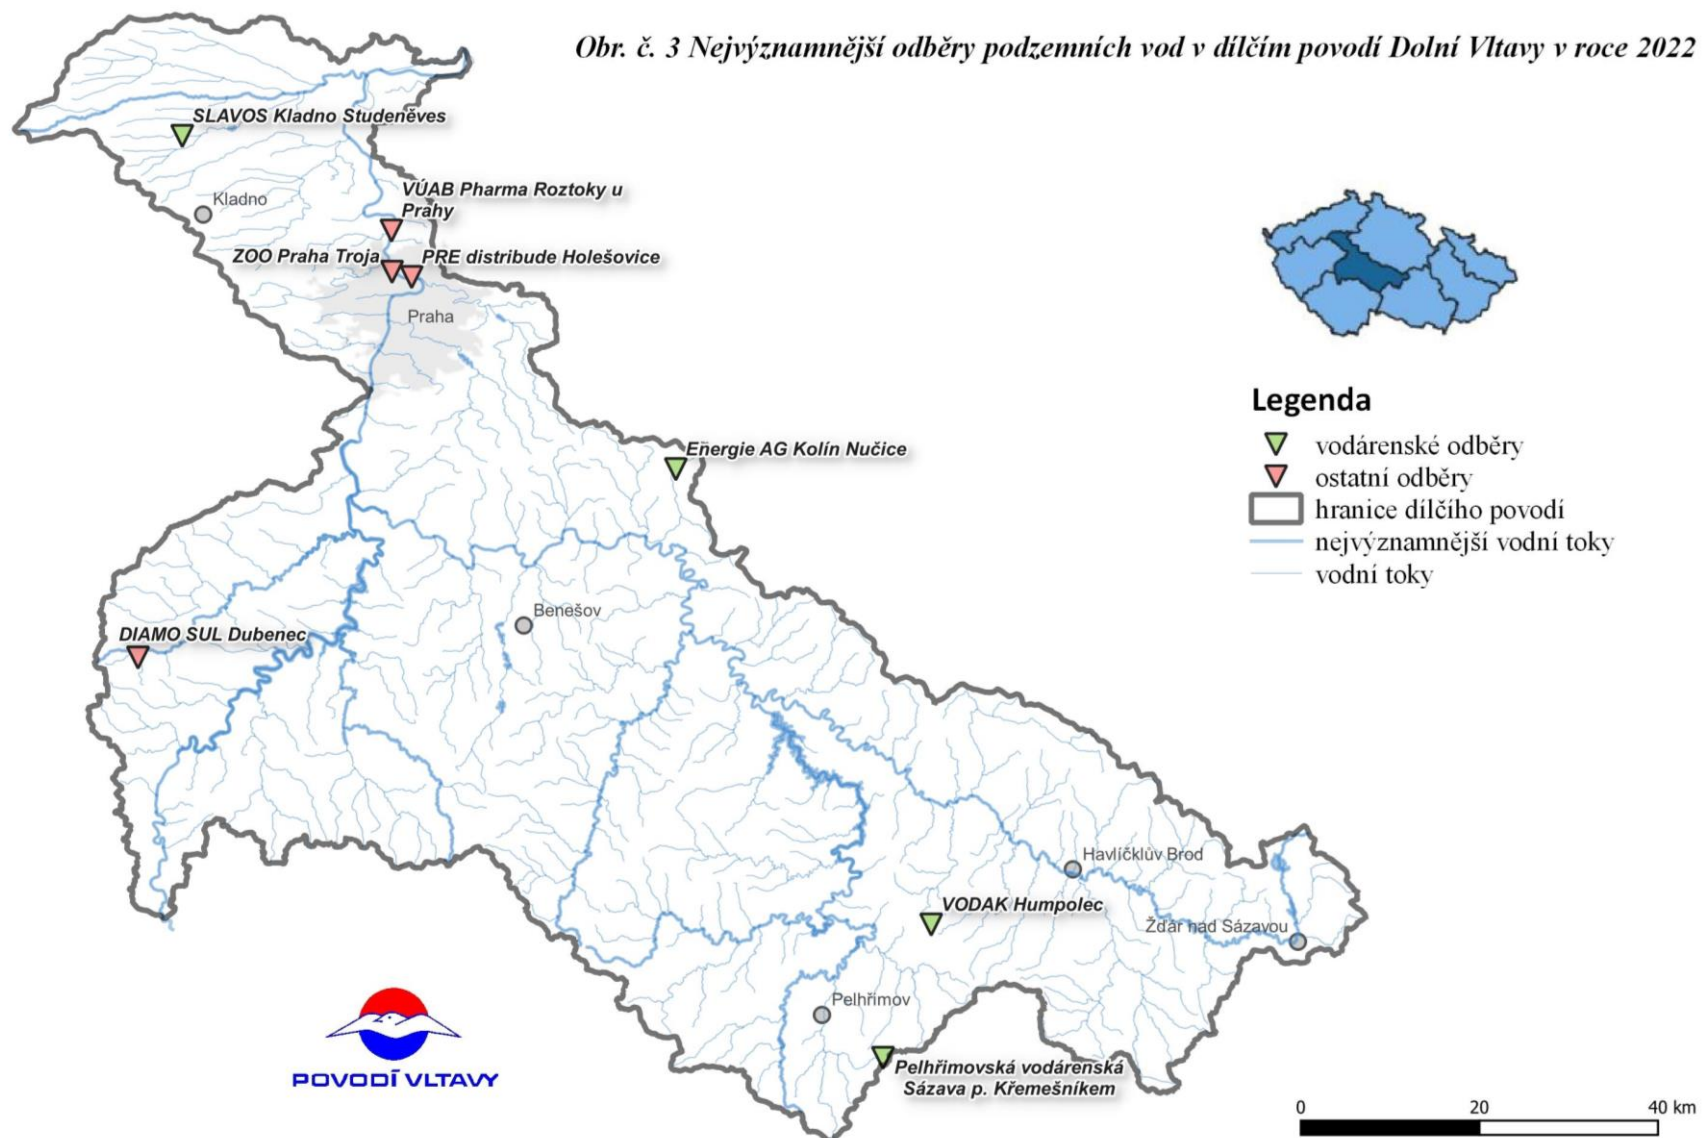 Obr. č. 3 Nejvýznamnější odběry podzemních vod v dílčím povodí Dolní Vltavy v roce 2022
SLAVOS Kladno Studeněves
Kladno
VÚAB Pharma Roztoky u
Prahy
ZOO Praha Troja
PRE distribude Holešovice
Praha
Energie AG Kolín Nučice
Legenda
vodárenské odběry
ostatní odběry
hranice dílčího povodí
nejvýznamnější vodní toky
vodní toky
Benešov
DIAMO SUL Dubenec
Havlíčklův Brod
VODAK Humpolec
Žďár nad Sázavou
Pelhřimov
Pelhřimovská vodárenská
Sázava p. Křemešníkem
POVODÍ VLTAVY
0 20 40 km